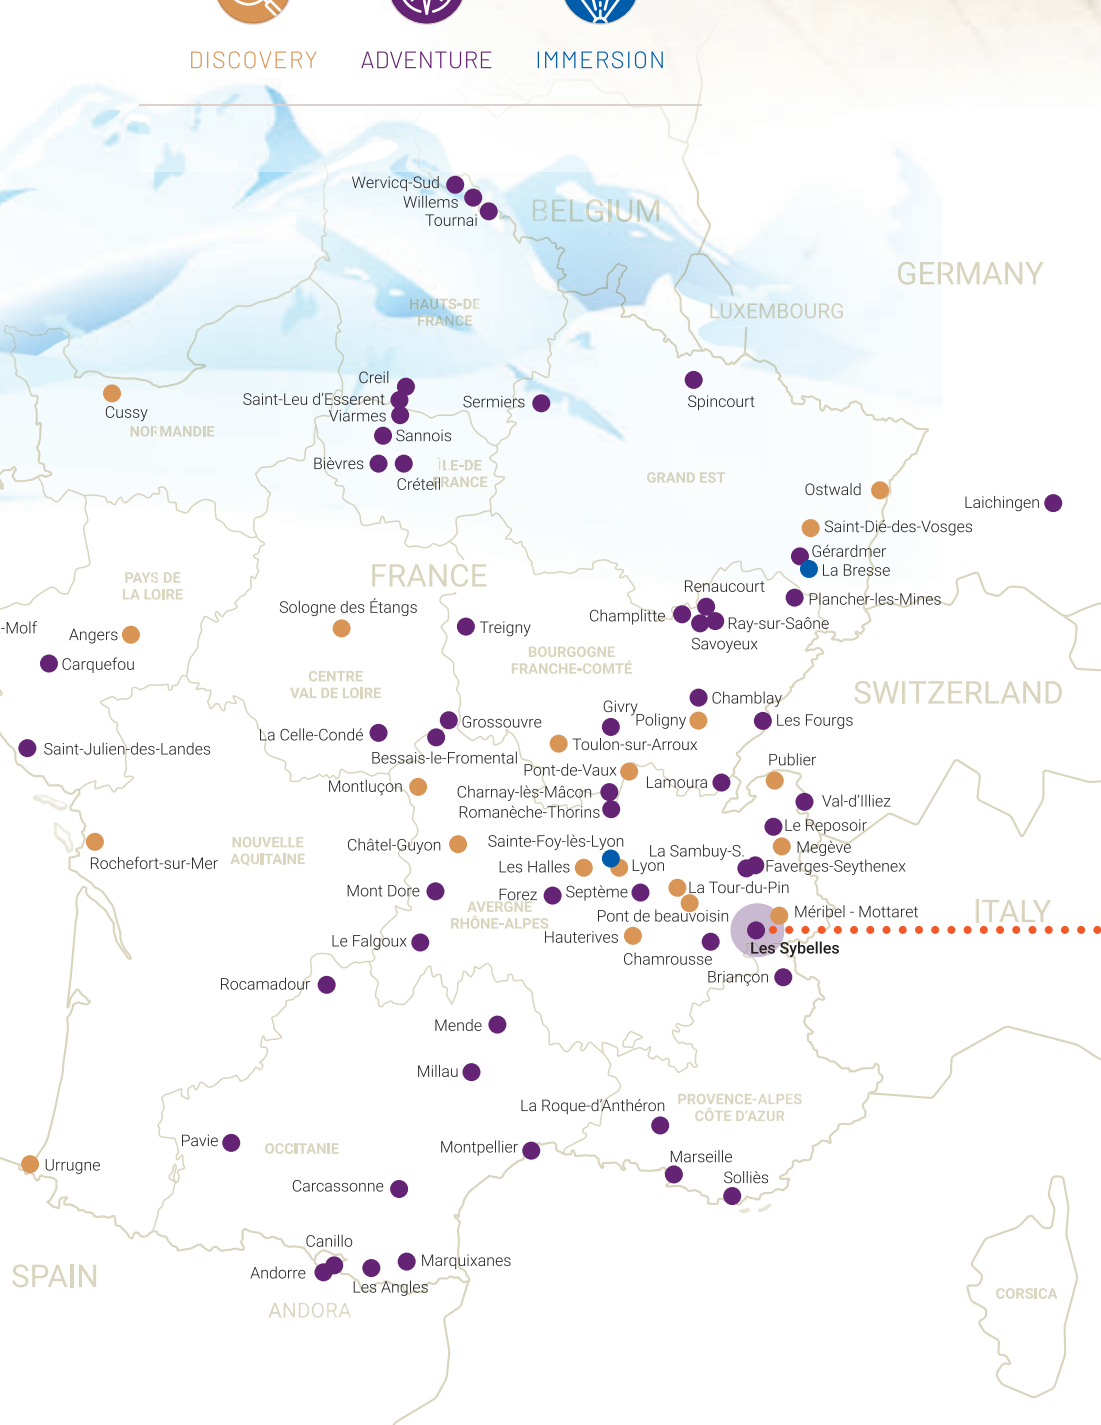 DISCOVERY
ADVENTURE
IMMERSION
Wervicq-Sud
Willems
Tournai
BELGIUM
GERMANY
HAUTS-DE
FRANCE
LUXEMBOURG
Creil
Saint-Leu d'Esserent
Viarmes
Sermiers
Spincourt
Cussy
NORMANDIE
Sannois
Bièvres
Créteil
ILE-DE
FRANCE
GRAND EST
Ostwald
Laichingen
Saint-Dié-des-Vosges
Gérardmer
La Bresse
PAYS DE
LA LOIRE
FRANCE
Renaucourt
Plancher-les-Mines
Sologne des Étangs
Champlitte
-Molf
Angers
Treigny
Ray-sur-Saône
Savoyeux
Carquefou
BOURGOGNE
FRANCHE-COMTÉ
CENTRE
VAL DE LOIRE
SWITZERLAND
Chamblay
Givry
Poligny
Les Fourgs
Grossouvre
La Celle-Condé
Saint-Julien-des-Landes
Toulon-sur-Arroux
Bessais-le-Fromental
Publier
Pont-de-Vaux
Lamoura
Montluçon
Charnay-lès-Mâcon
Val-d'Illiez
Romanèche-Thorins
Le Reposoir
NOUVELLE
AQUITAINE
Châtel-Guyon
Sainte-Foy-lès-Lyon
La Sambuy-S.
Megève
Rochefort-sur-Mer
Les Halles
Lyon
Faverges-Seythenex
Mont Dore
Forez
Septème
La Tour-du-Pin
AUVERGNE
RHÔNE-ALPES
Pont de beauvoisin
Méribel - Mottaret
ITALY
Le Falgoux
Hauterives
Les Sybelles
Chamrousse
Briançon
Rocamadour
Mende
Millau
La Roque-d'Anthéron
PROVENCE-ALPES
CÔTE D'AZUR
Pavie
OCCITANIE
Montpellier
Marseille
Urrugne
Solliès
Carcassonne
Canillo
Marquixanes
Andorre
Les Angles
SPAIN
ANDORA
CORSICA